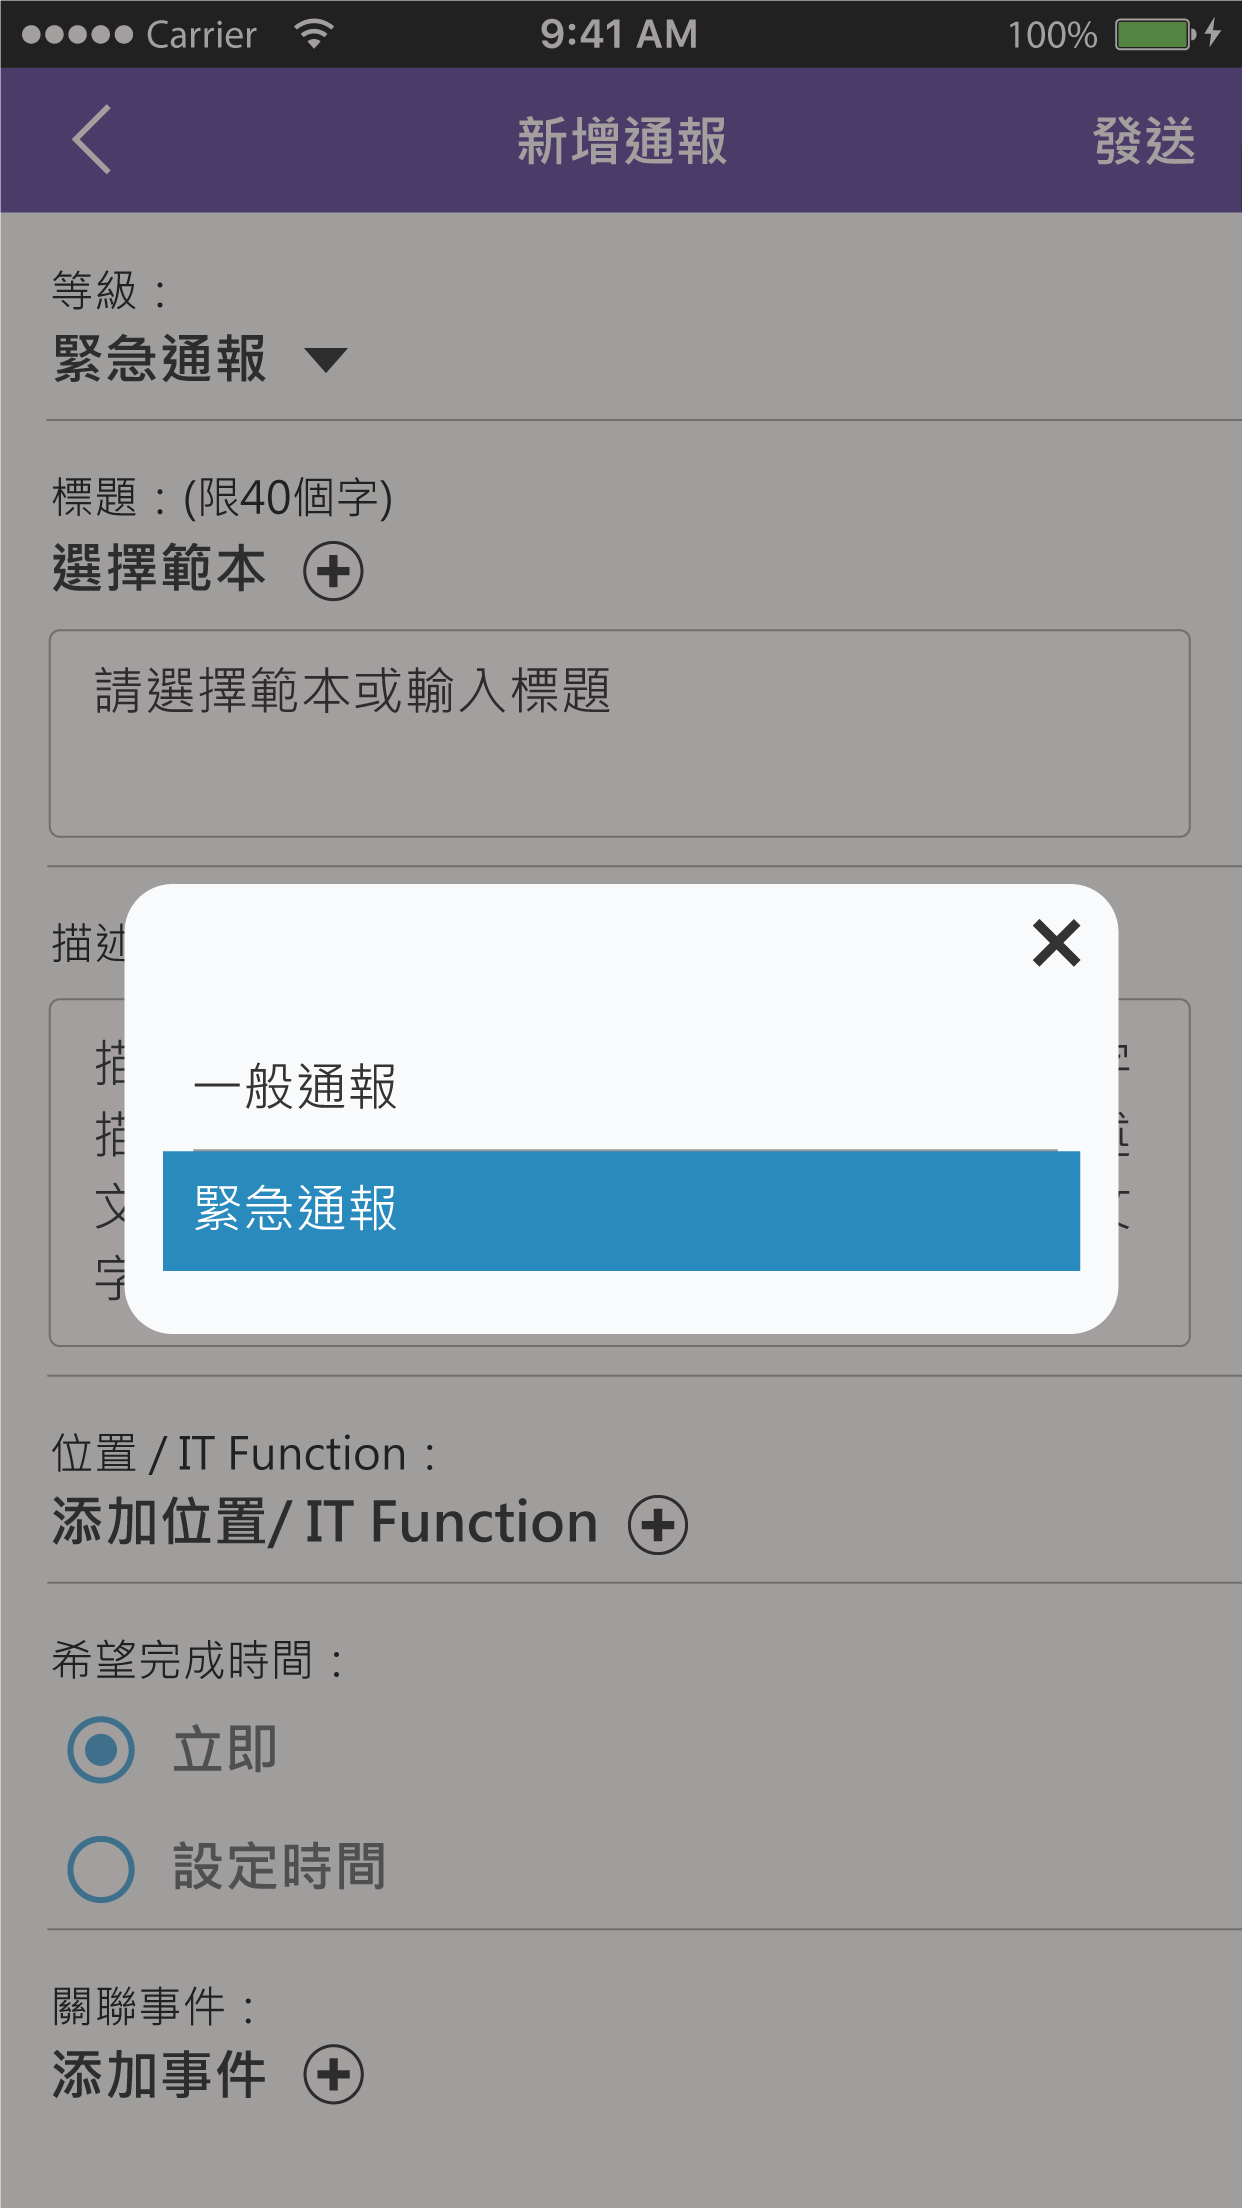 Carrier 9:41 AM 100%
新增通報 發送
等級：
緊急通報
標題：(限40個字)
選擇範本
請選擇範本或輸入標題
描述
一般通報
緊急通報
位置 / IT Function：
添加位置/ IT Function
希望完成時間：
立即
設定時間
關聯事件：
添加事件